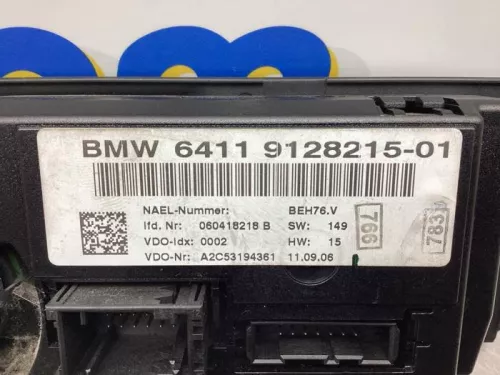 BMW 6411 9128215-01
NAEL-Nummer: BEH76.V
lfd. Nr: 060418218 B SW: 149
VDO-Idx: 0002 HW: 15
VDO-Nr: A2C53194361 11.09.06
766
783